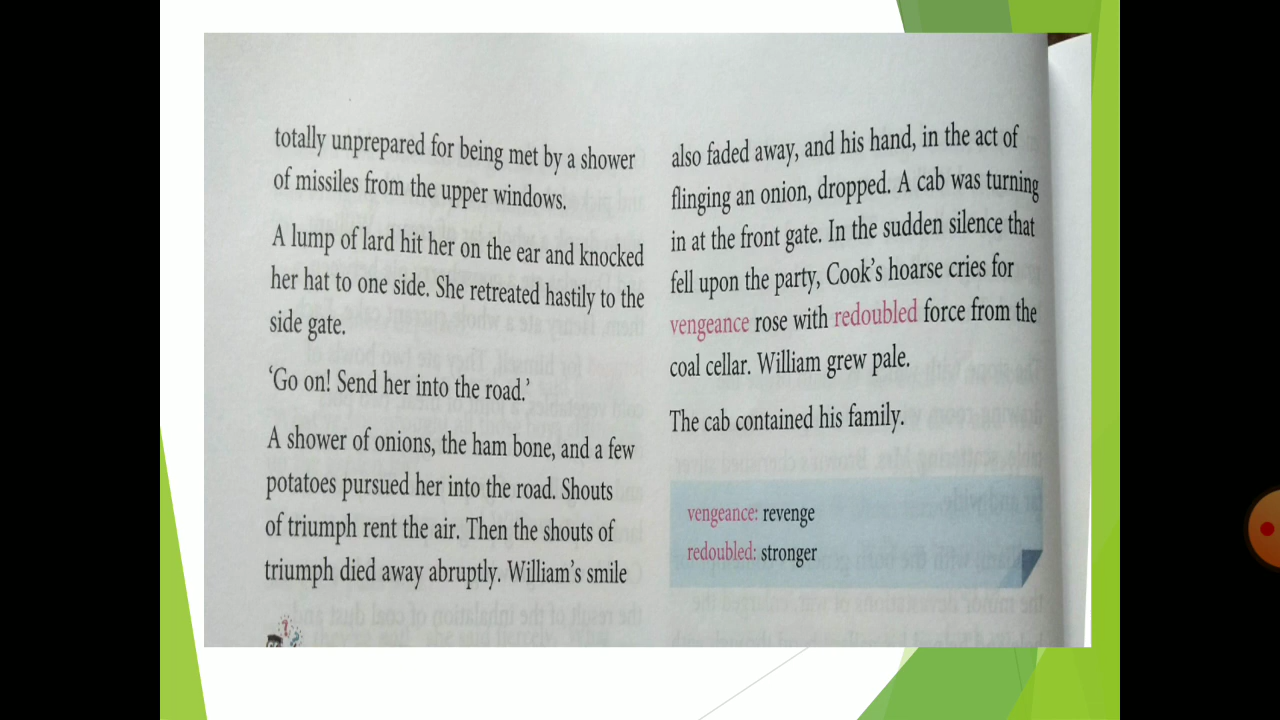 totally unprepared for being met by a shower
of missiles from the upper windows.
A lump of lard hit her on the ear and knocked
her hat to one side. She retreated hastily to the
side gate.
‘Go on! Send her into the road.’
A shower of onions, the ham bone, and a few
potatoes pursued her into the road. Shouts
of triumph rent the air. Then the shouts of
triumph died away abruptly. William’s smile
also faded away, and his hand, in the act of
flinging an onion, dropped. A cab was turning
in at the front gate. In the sudden silence that
fell upon the party, Cook’s hoarse cries for
vengeance rose with redoubled force from the
coal cellar. William grew pale.
The cab contained his family.
vengeance: revenge
redoubled: stronger